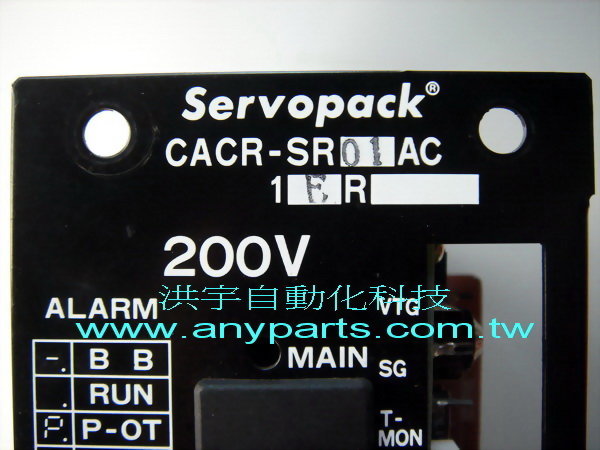 Servopack®
CACR-SR01AC
1ER
200V
洪宇自動化科技
ALARM
VTG
www.anyparts.com.tw
-. B B
MAIN
SG
. RUN
P. P-OT
T-
MON